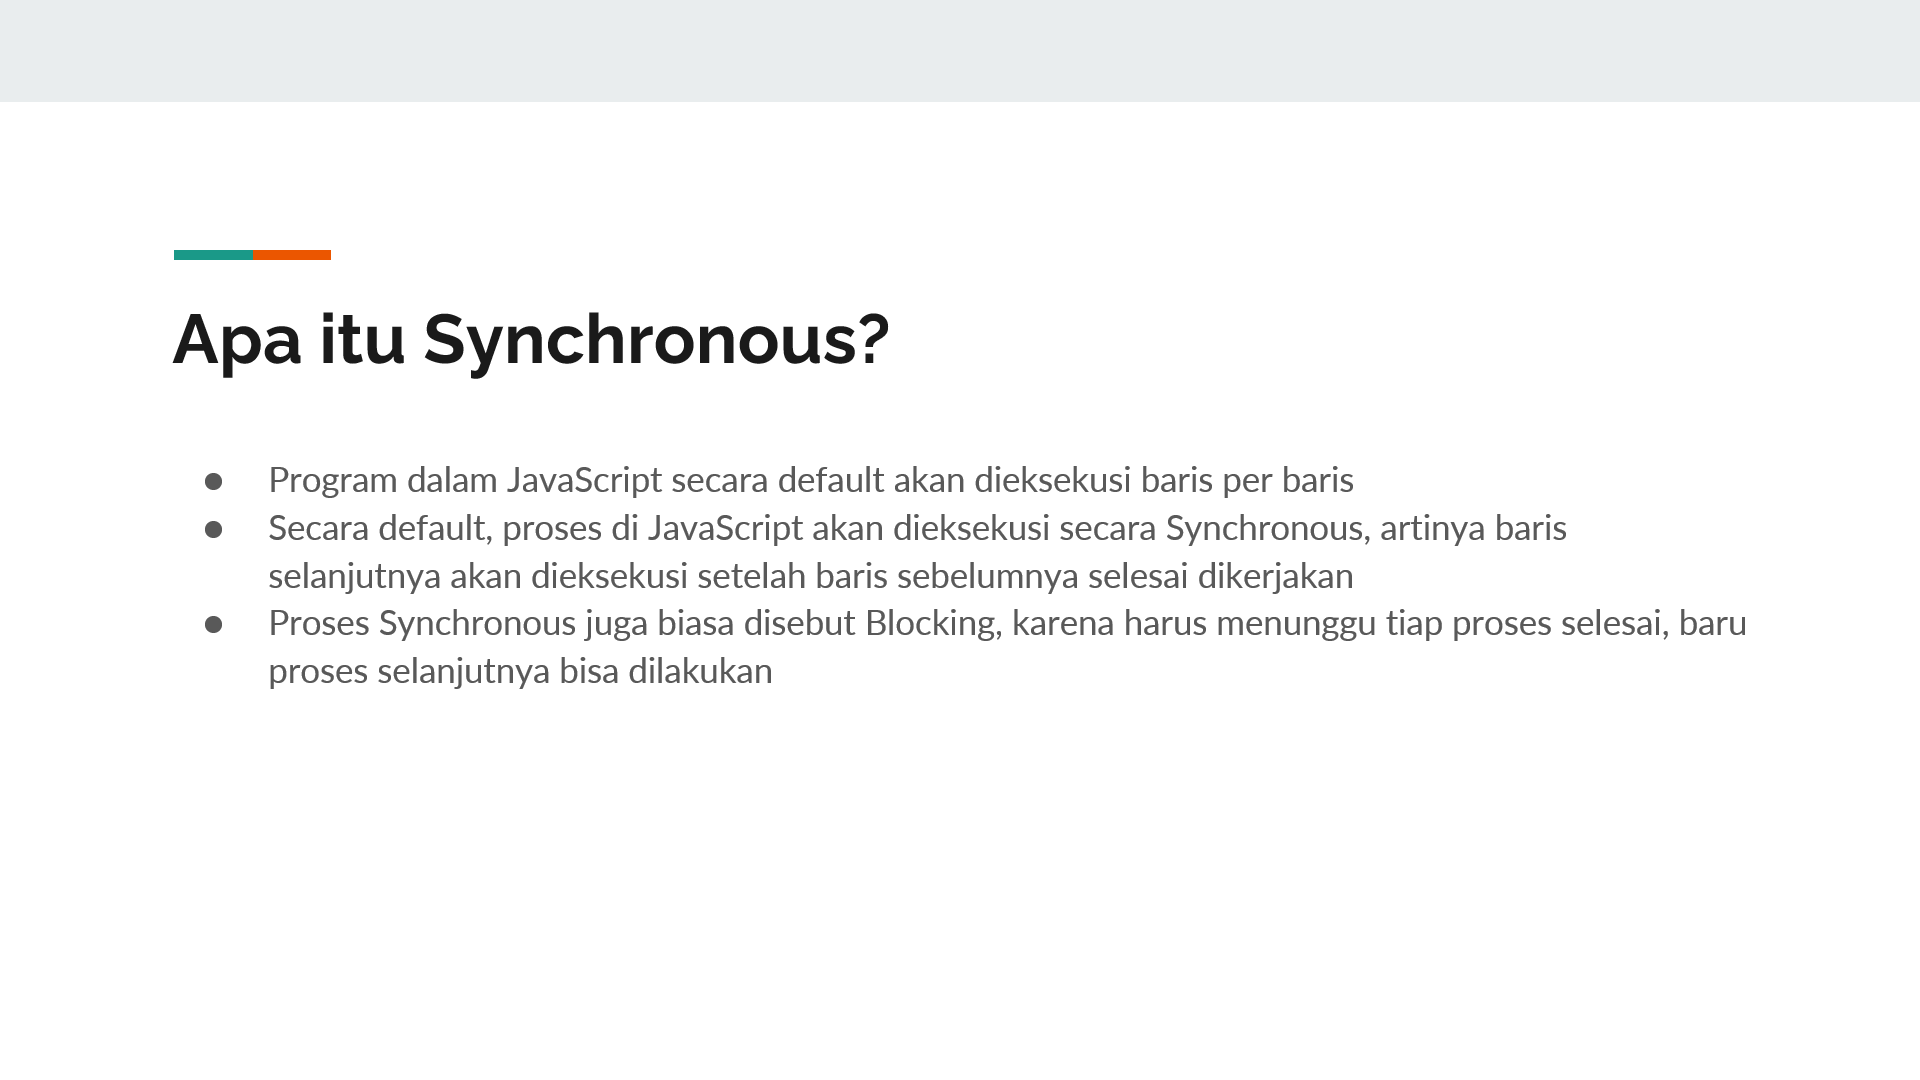 Apa itu Synchronous?
● Program dalam JavaScript secara default akan dieksekusi baris per baris
● Secara default, proses di JavaScript akan dieksekusi secara Synchronous, artinya baris
selanjutnya akan dieksekusi setelah baris sebelumnya selesai dikerjakan
● Proses Synchronous juga biasa disebut Blocking, karena harus menunggu tiap proses selesai, baru
proses selanjutnya bisa dilakukan